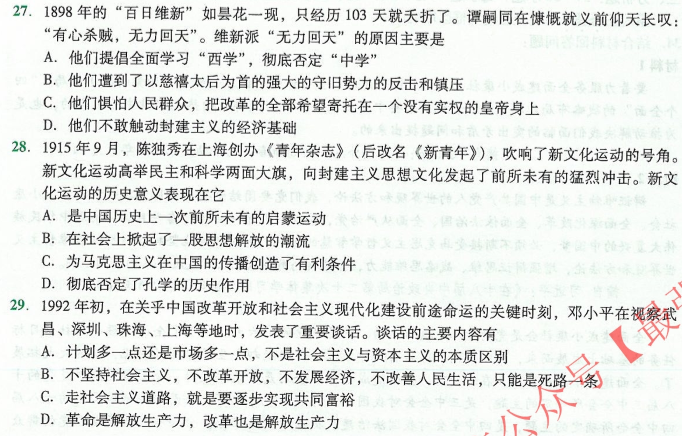 27. 1898 年的“百日维新”如昙花一现，只经历 103 天就夭折了。谭嗣同在慷慨就义前仰天长叹：
“有心杀贼，无力回天”。维新派“无力回天”的原因主要是
A. 他们提倡全面学习“西学”，彻底否定“中学”
B. 他们遭到了以慈禧太后为首的强大的守旧势力的反击和镇压
C. 他们惧怕人民群众，把改革的全部希望寄托在一个没有实权的皇帝身上
D. 他们不敢触动封建主义的经济基础
28. 1915 年 9 月，陈独秀在上海创办《青年杂志》（后改名《新青年》），吹响了新文化运动的号角。
新文化运动高举民主和科学两面大旗，向封建主义思想文化发起了前所未有的猛烈冲击。新文
化运动的历史意义表现在它
A. 是中国历史上一次前所未有的启蒙运动
B. 在社会上掀起了一股思想解放的潮流
C. 为马克思主义在中国的传播创造了有利条件
D. 彻底否定了孔学的历史作用
29. 1992 年初，在关乎中国改革开放和社会主义现代化建设前途命运的关键时刻，邓小平在视察武
昌、深圳、珠海、上海等地时，发表了重要谈话。谈话的主要内容有
A. 计划多一点还是市场多一点，不是社会主义与资本主义的本质区别
B. 不坚持社会主义，不改革开放，不发展经济，不改善人民生活，只能是死路一条
C. 走社会主义道路，就是要逐步实现共同富裕
D. 革命是解放生产力，改革也是解放生产力
公众号【最强